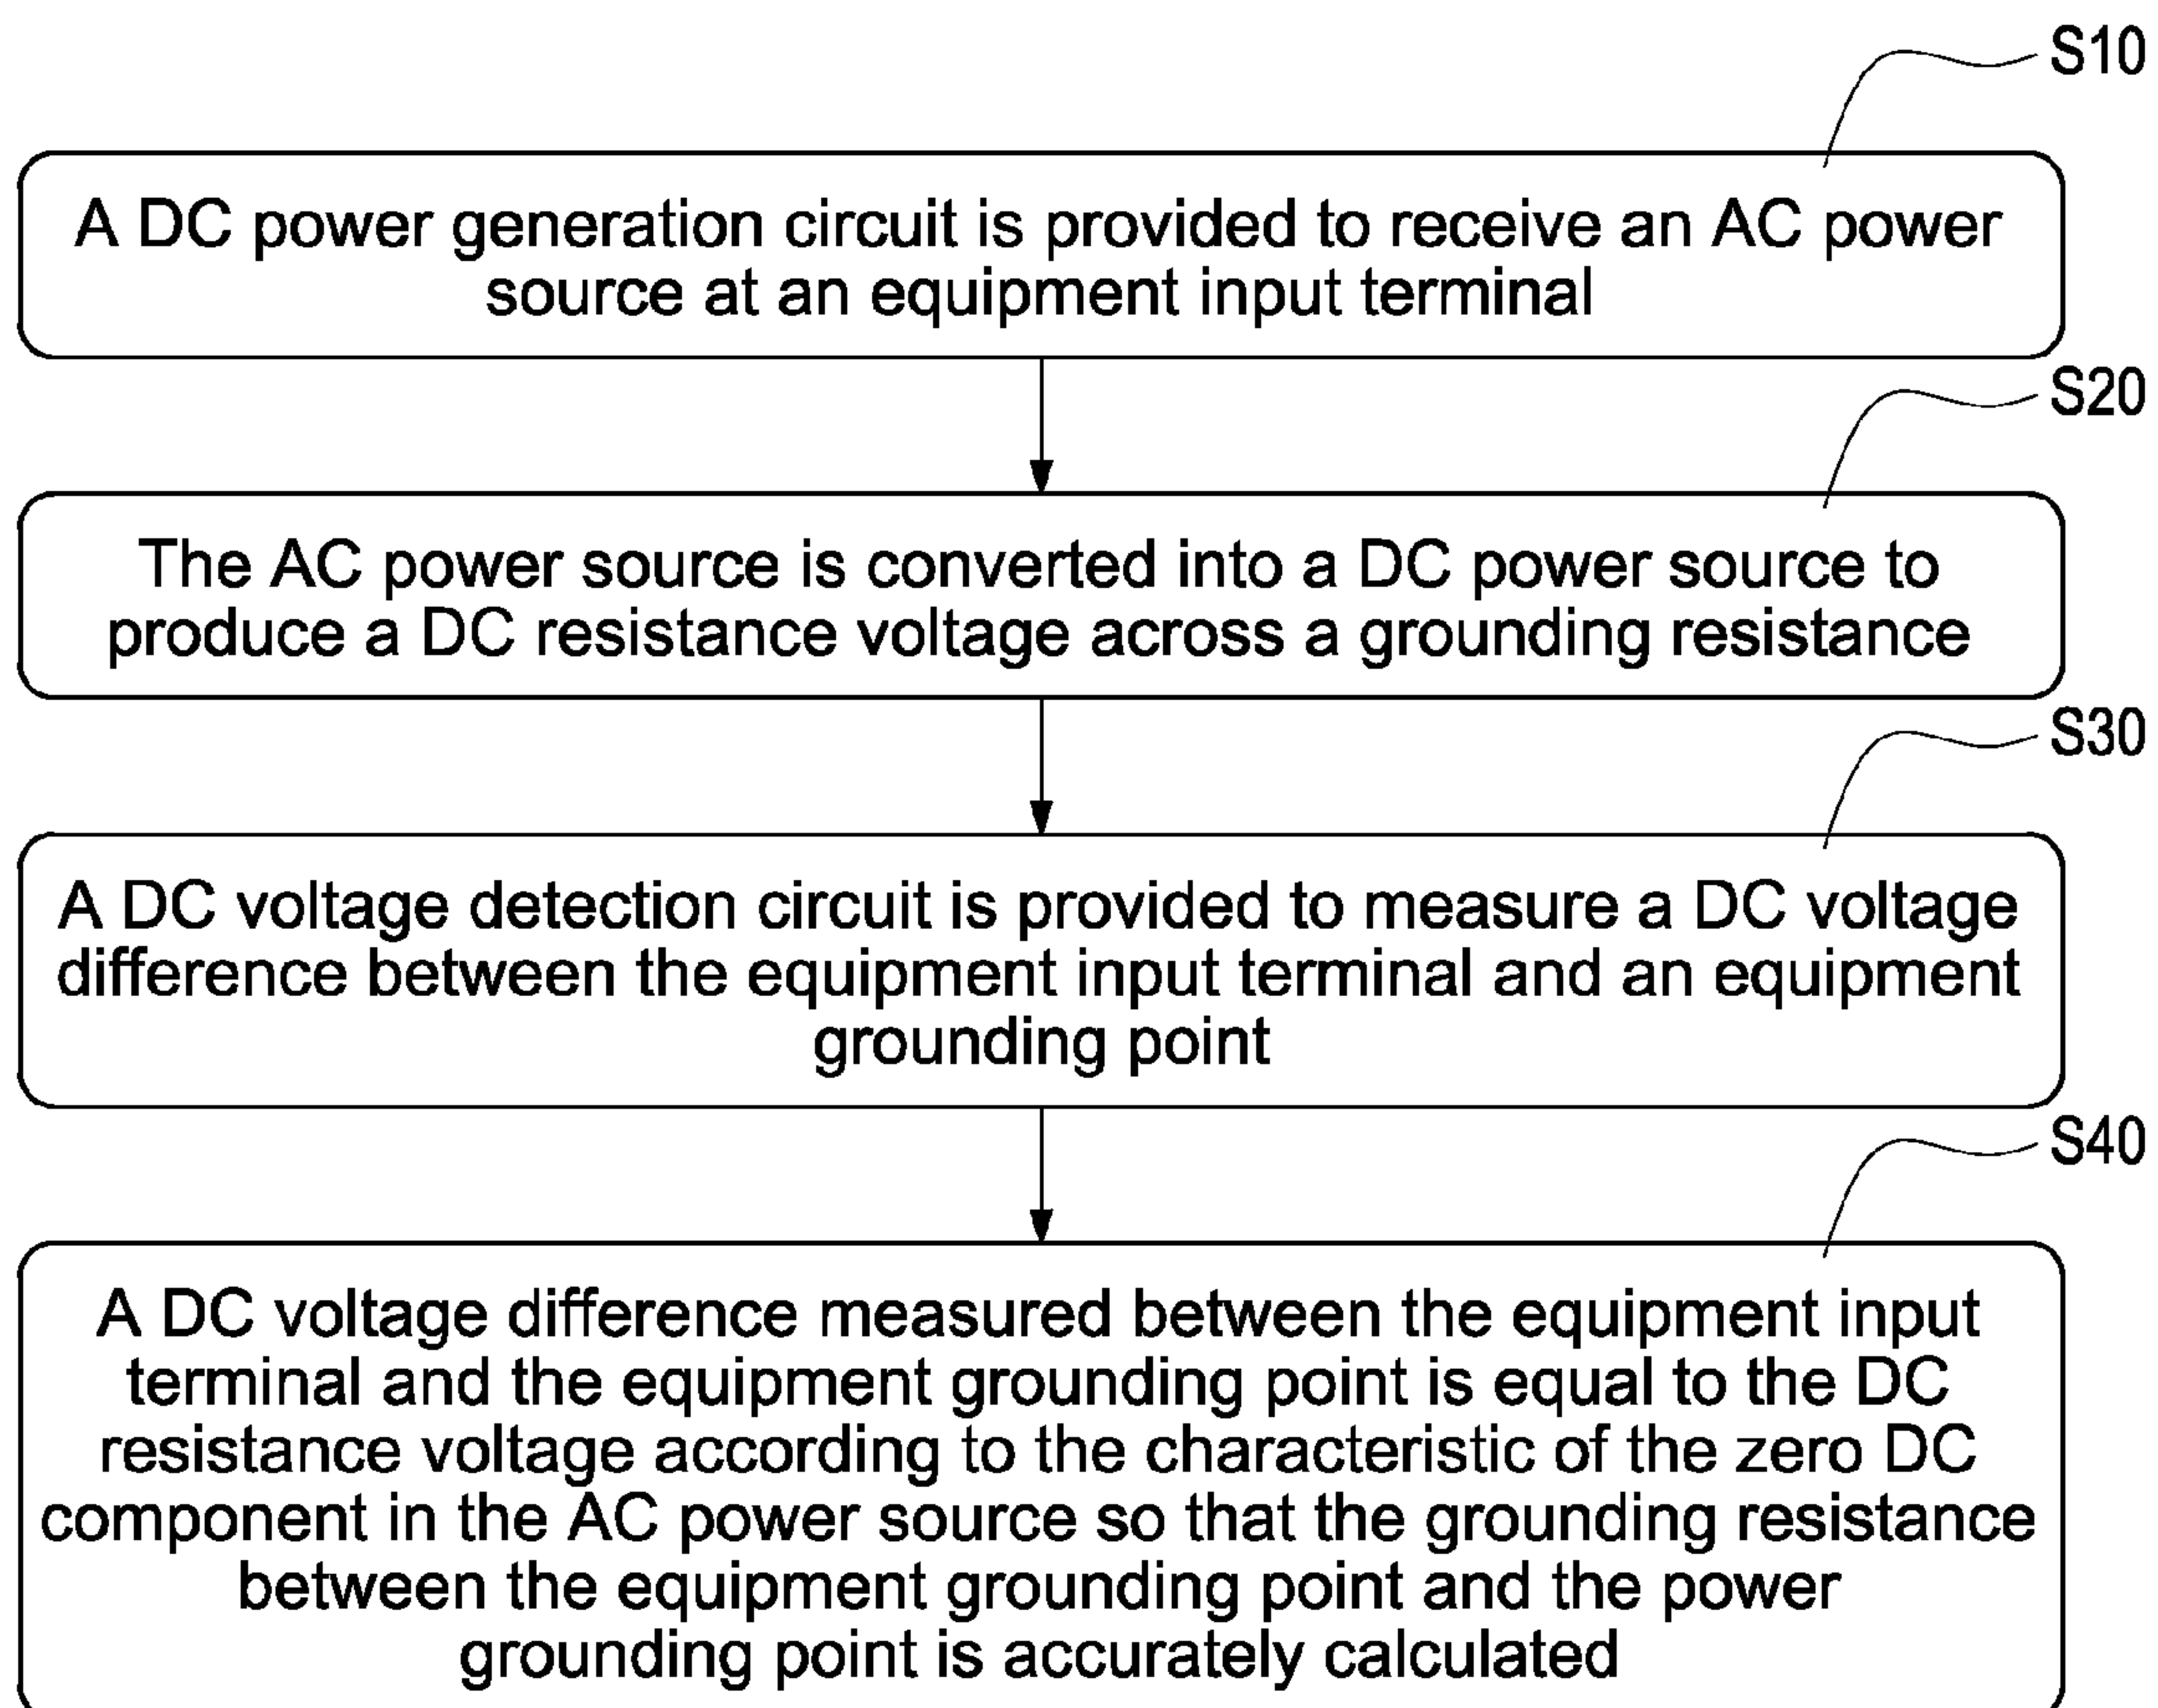 S10
A DC power generation circuit is provided to receive an AC power
source at an equipment input terminal
S20
The AC power source is converted into a DC power source to
produce a DC resistance voltage across a grounding resistance
S30
A DC voltage detection circuit is provided to measure a DC voltage
difference between the equipment input terminal and an equipment
grounding point
S40
A DC voltage difference measured between the equipment input
terminal and the equipment grounding point is equal to the DC
resistance voltage according to the characteristic of the zero DC
component in the AC power source so that the grounding resistance
between the equipment grounding point and the power
grounding point is accurately calculated